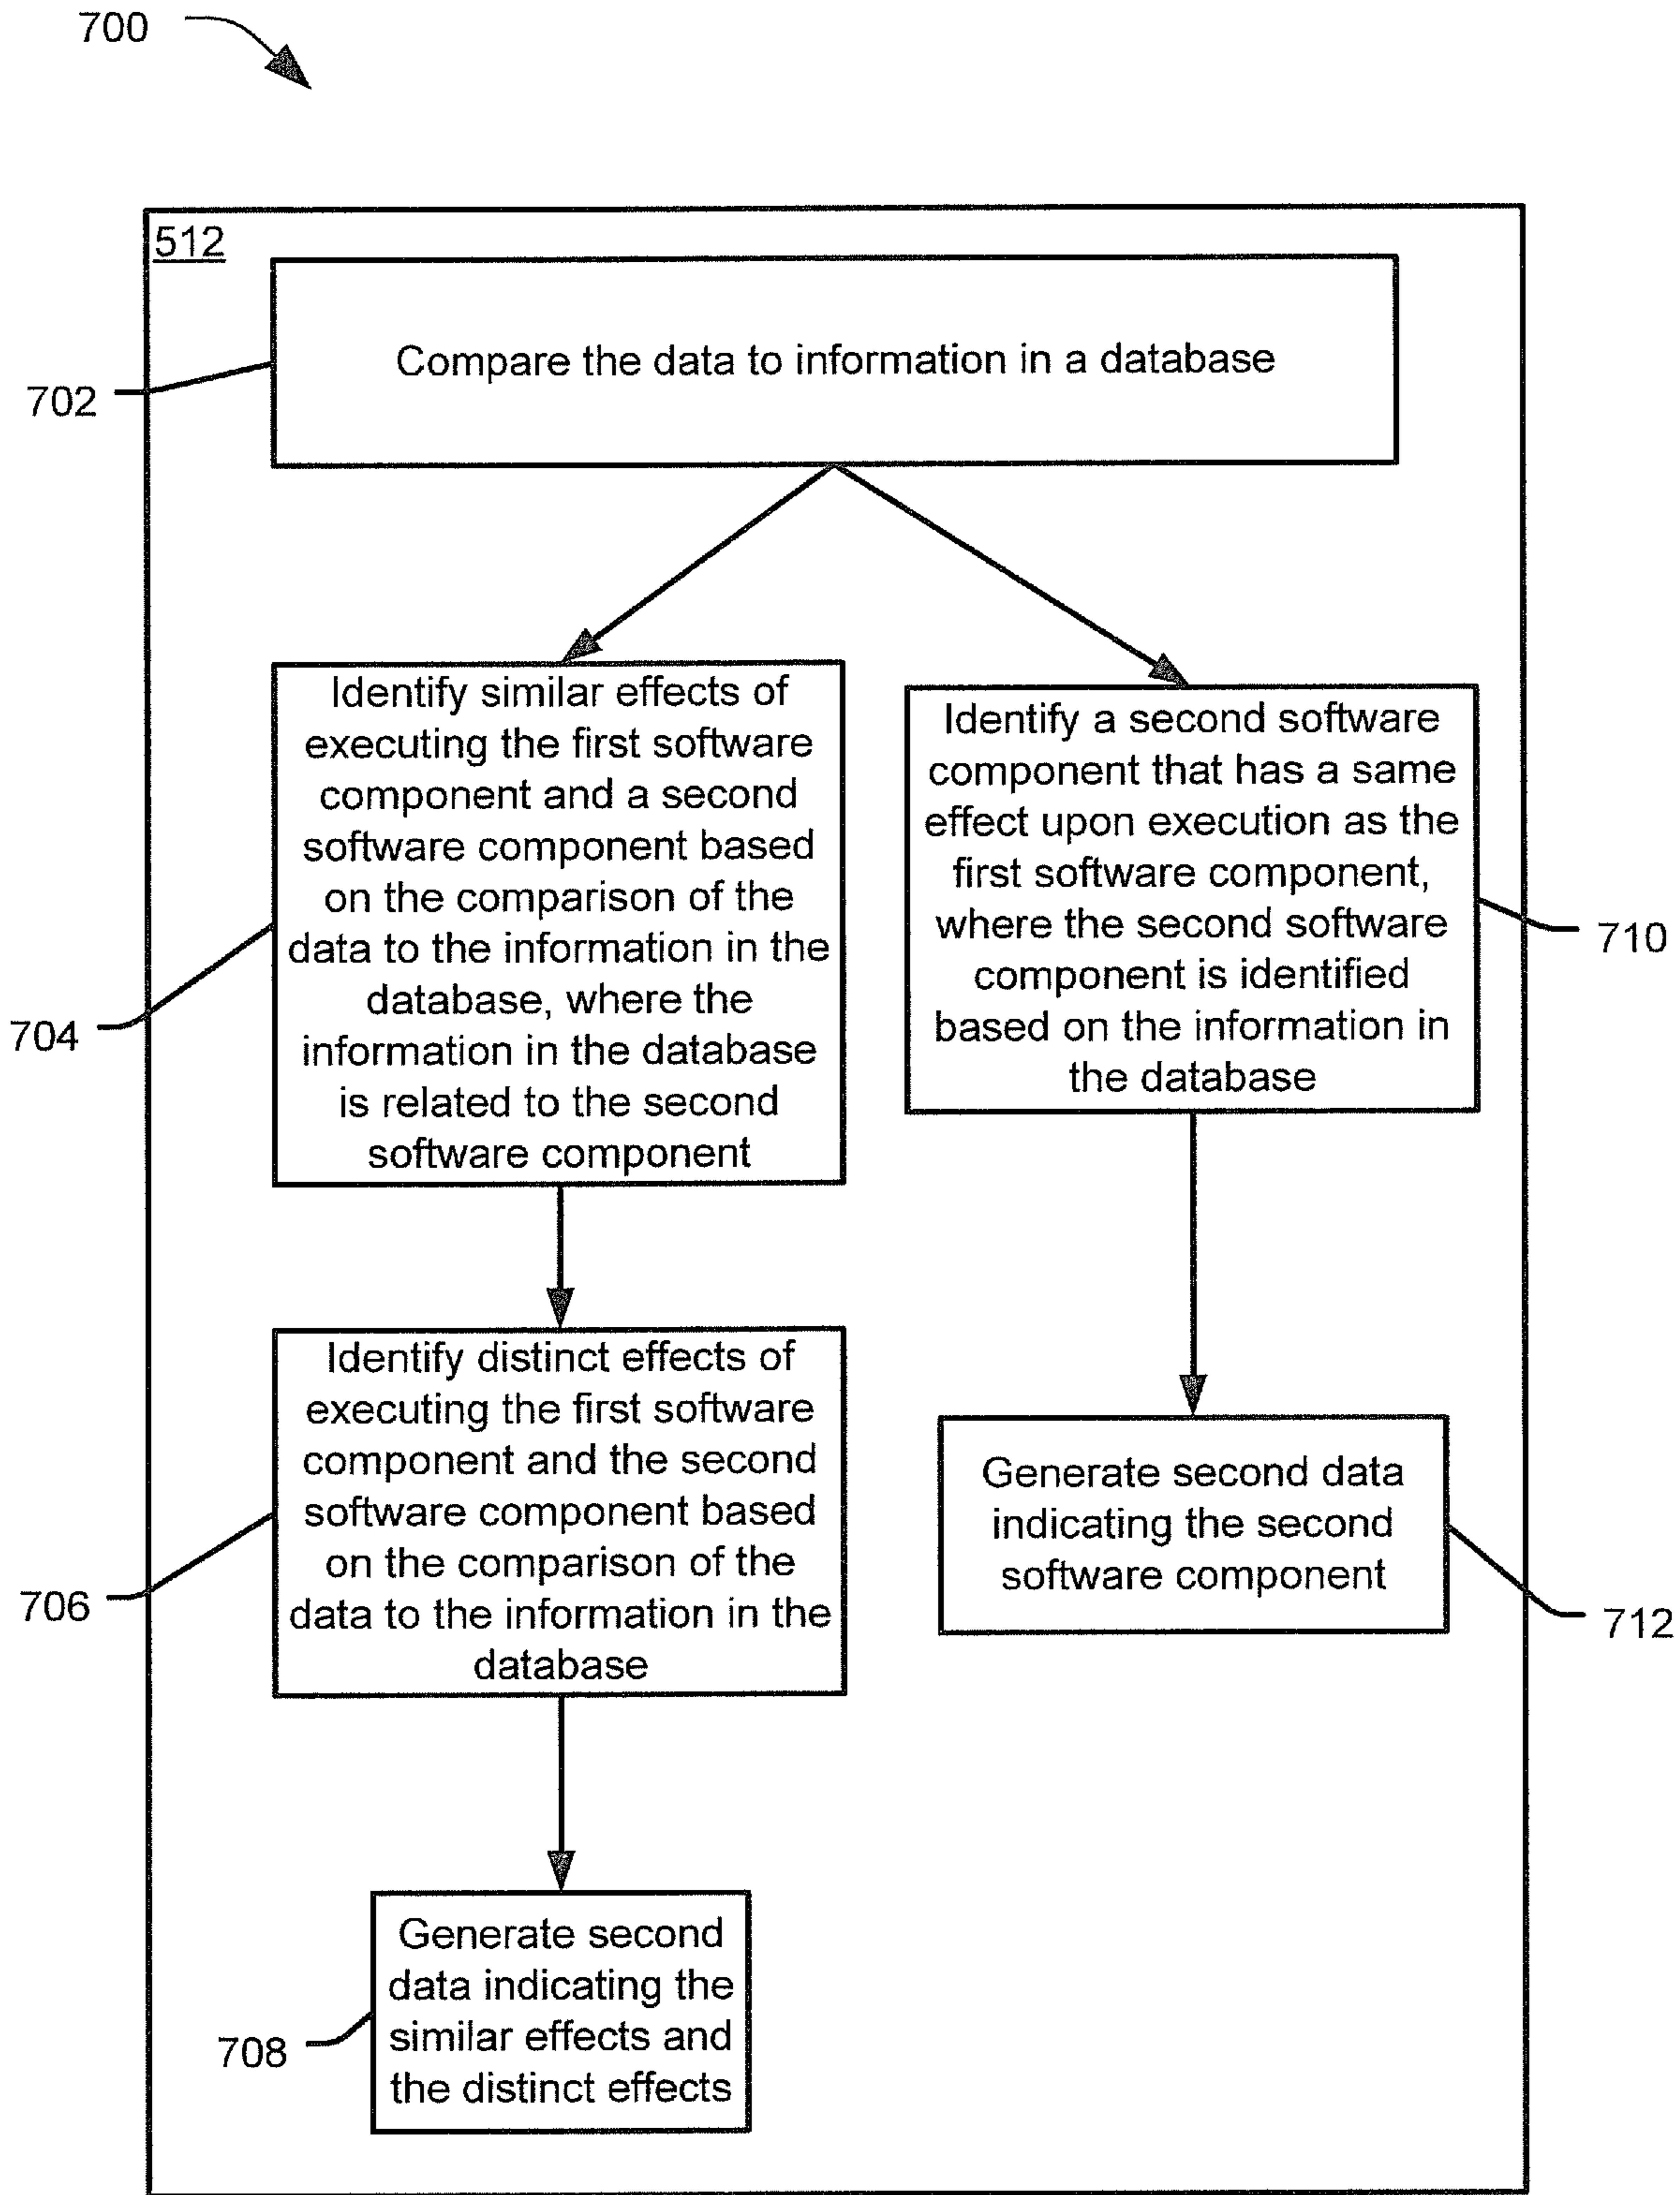 700
512
Compare the data to information in a database
702
Identify similar effects of
executing the first software
component and a second
software component based
on the comparison of the
data to the information in the
database, where the
information in the database
is related to the second
software component
704
Identify a second software
component that has a same
effect upon execution as the
first software component,
where the second software
component is identified
based on the information in
the database
710
Identify distinct effects of
executing the first software
component and the second
software component based
on the comparison of the
data to the information in the
database
706
Generate second data
indicating the second
software component
712
Generate second
data indicating the
similar effects and
the distinct effects
708